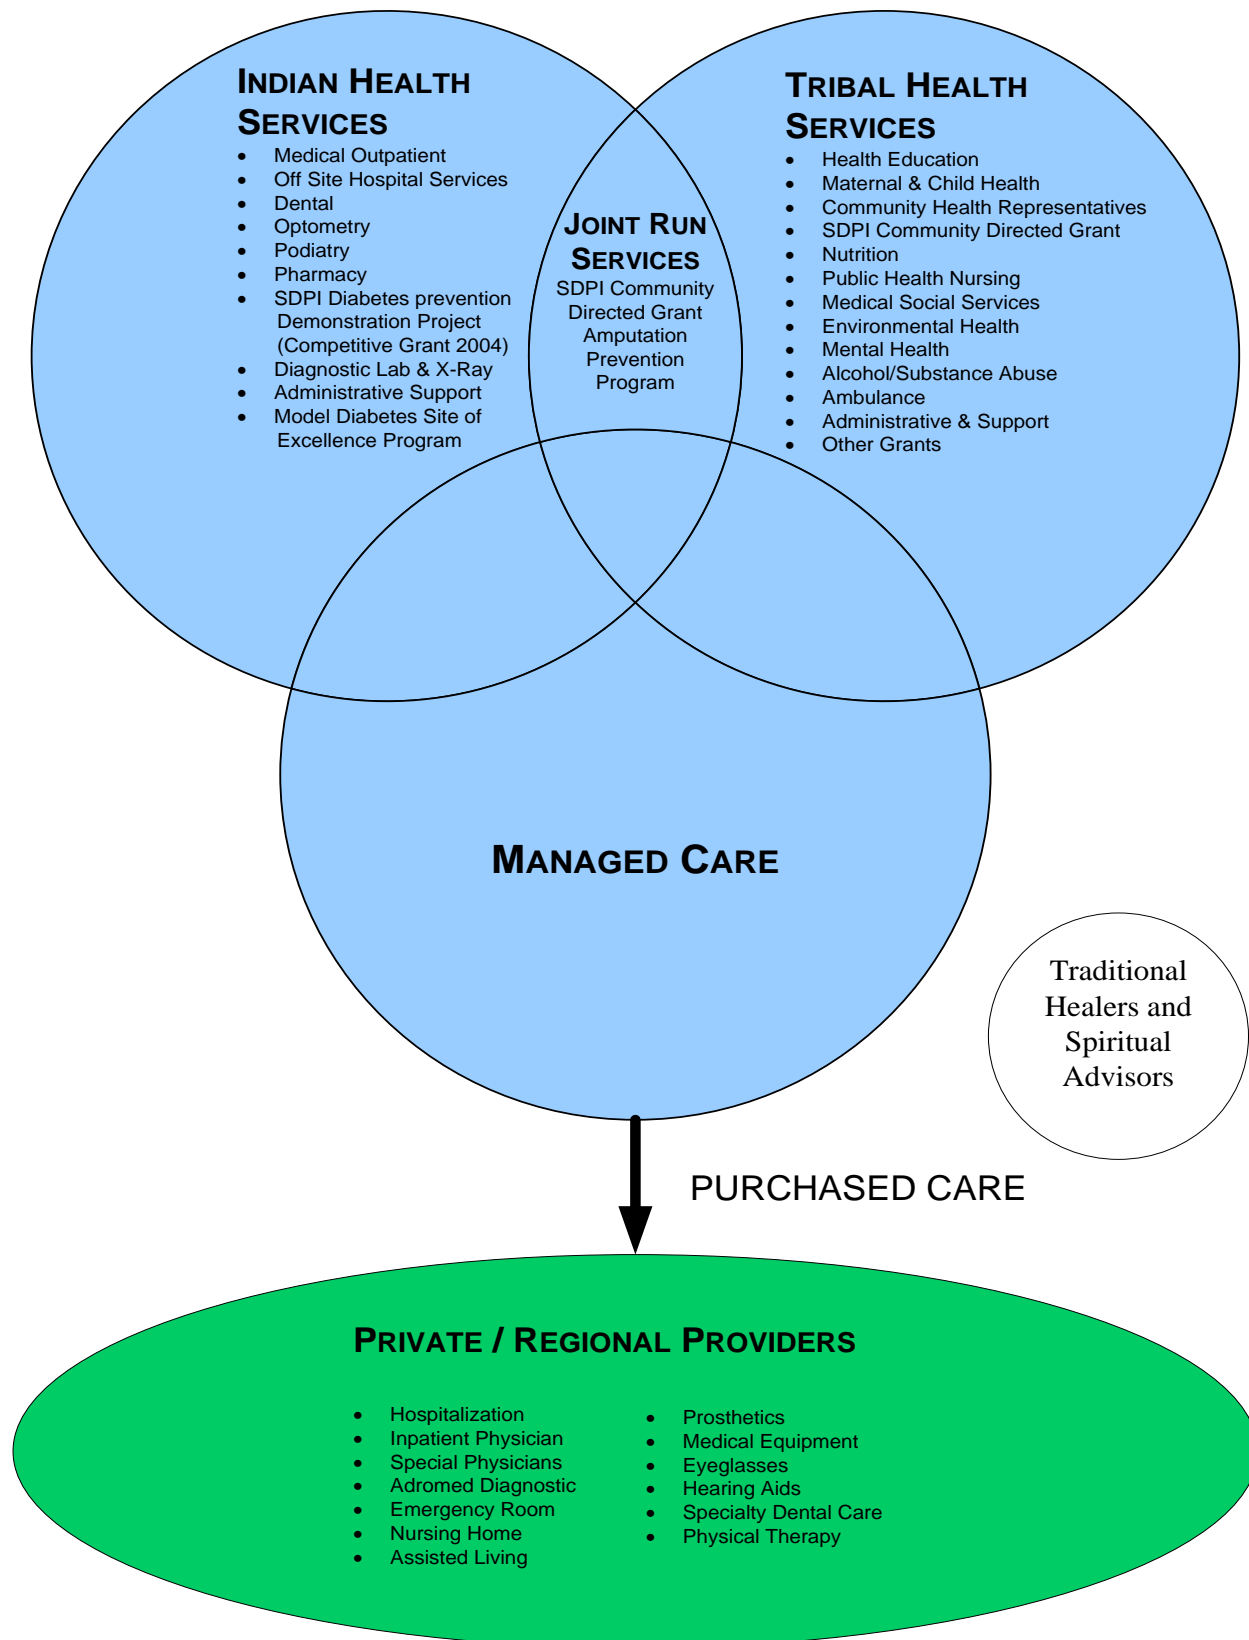 INDIAN HEALTH
SERVICES
• Medical Outpatient
• Off Site Hospital Services
• Dental
• Optometry
• Podiatry
• Pharmacy
• SDPI Diabetes prevention
Demonstration Project
(Competitive Grant 2004)
• Diagnostic Lab & X-Ray
• Administrative Support
• Model Diabetes Site of
Excellence Program
JOINT RUN
SERVICES
SDPI Community
Directed Grant
Amputation
Prevention
Program
TRIBAL HEALTH
SERVICES
• Health Education
• Maternal & Child Health
• Community Health Representatives
• SDPI Community Directed Grant
• Nutrition
• Public Health Nursing
• Medical Social Services
• Environmental Health
• Mental Health
• Alcohol/Substance Abuse
• Ambulance
• Administrative & Support
• Other Grants
MANAGED CARE
Traditional
Healers and
Spiritual
Advisors
PURCHASED CARE
PRIVATE / REGIONAL PROVIDERS
• Hospitalization
• Inpatient Physician
• Special Physicians
• Adromed Diagnostic
• Emergency Room
• Nursing Home
• Assisted Living
• Prosthetics
• Medical Equipment
• Eyeglasses
• Hearing Aids
• Specialty Dental Care
• Physical Therapy